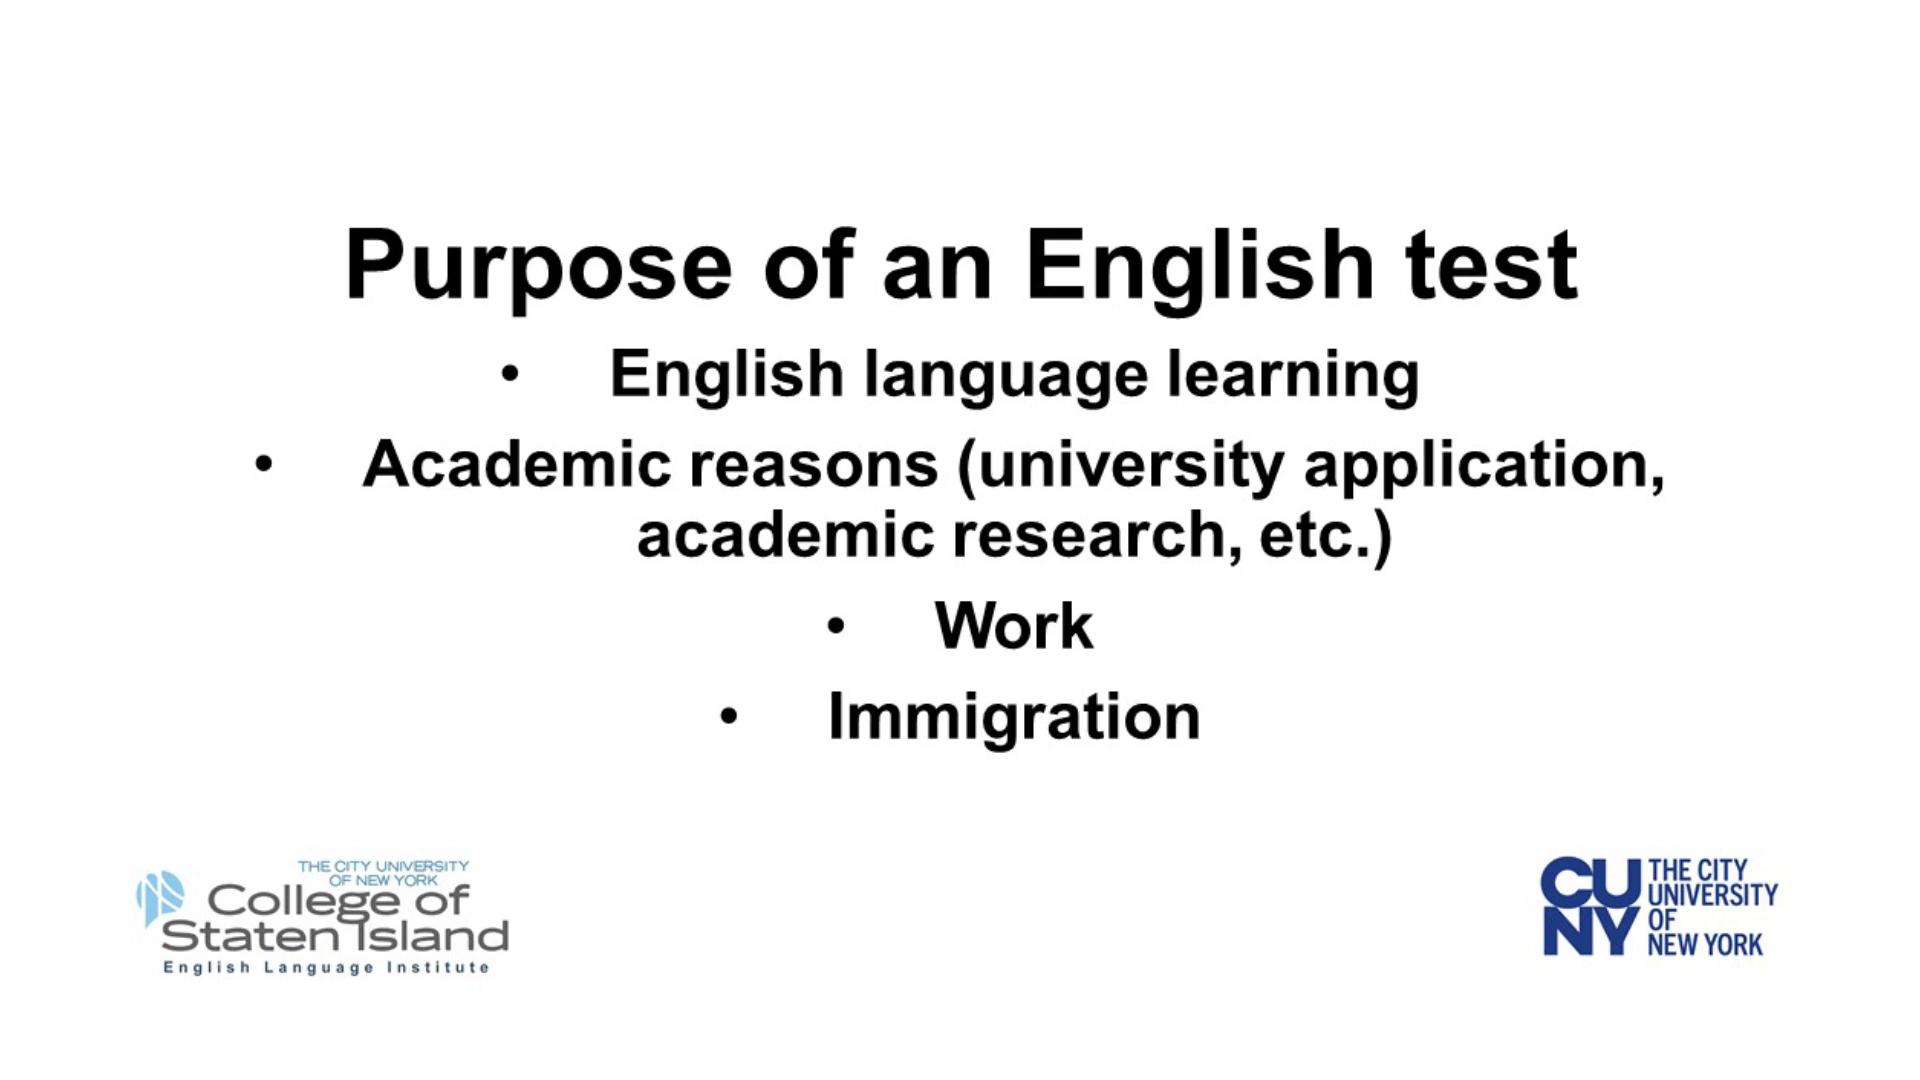 Purpose of an English test
• English language learning
• Academic reasons (university application,
academic research, etc.)
• Work
• Immigration
THE CITY UNIVERSITY
OF NEW YORK
College of
Staten Island
English Language Institute
CU
NY
THE CITY
UNIVERSITY
OF
NEW YORK